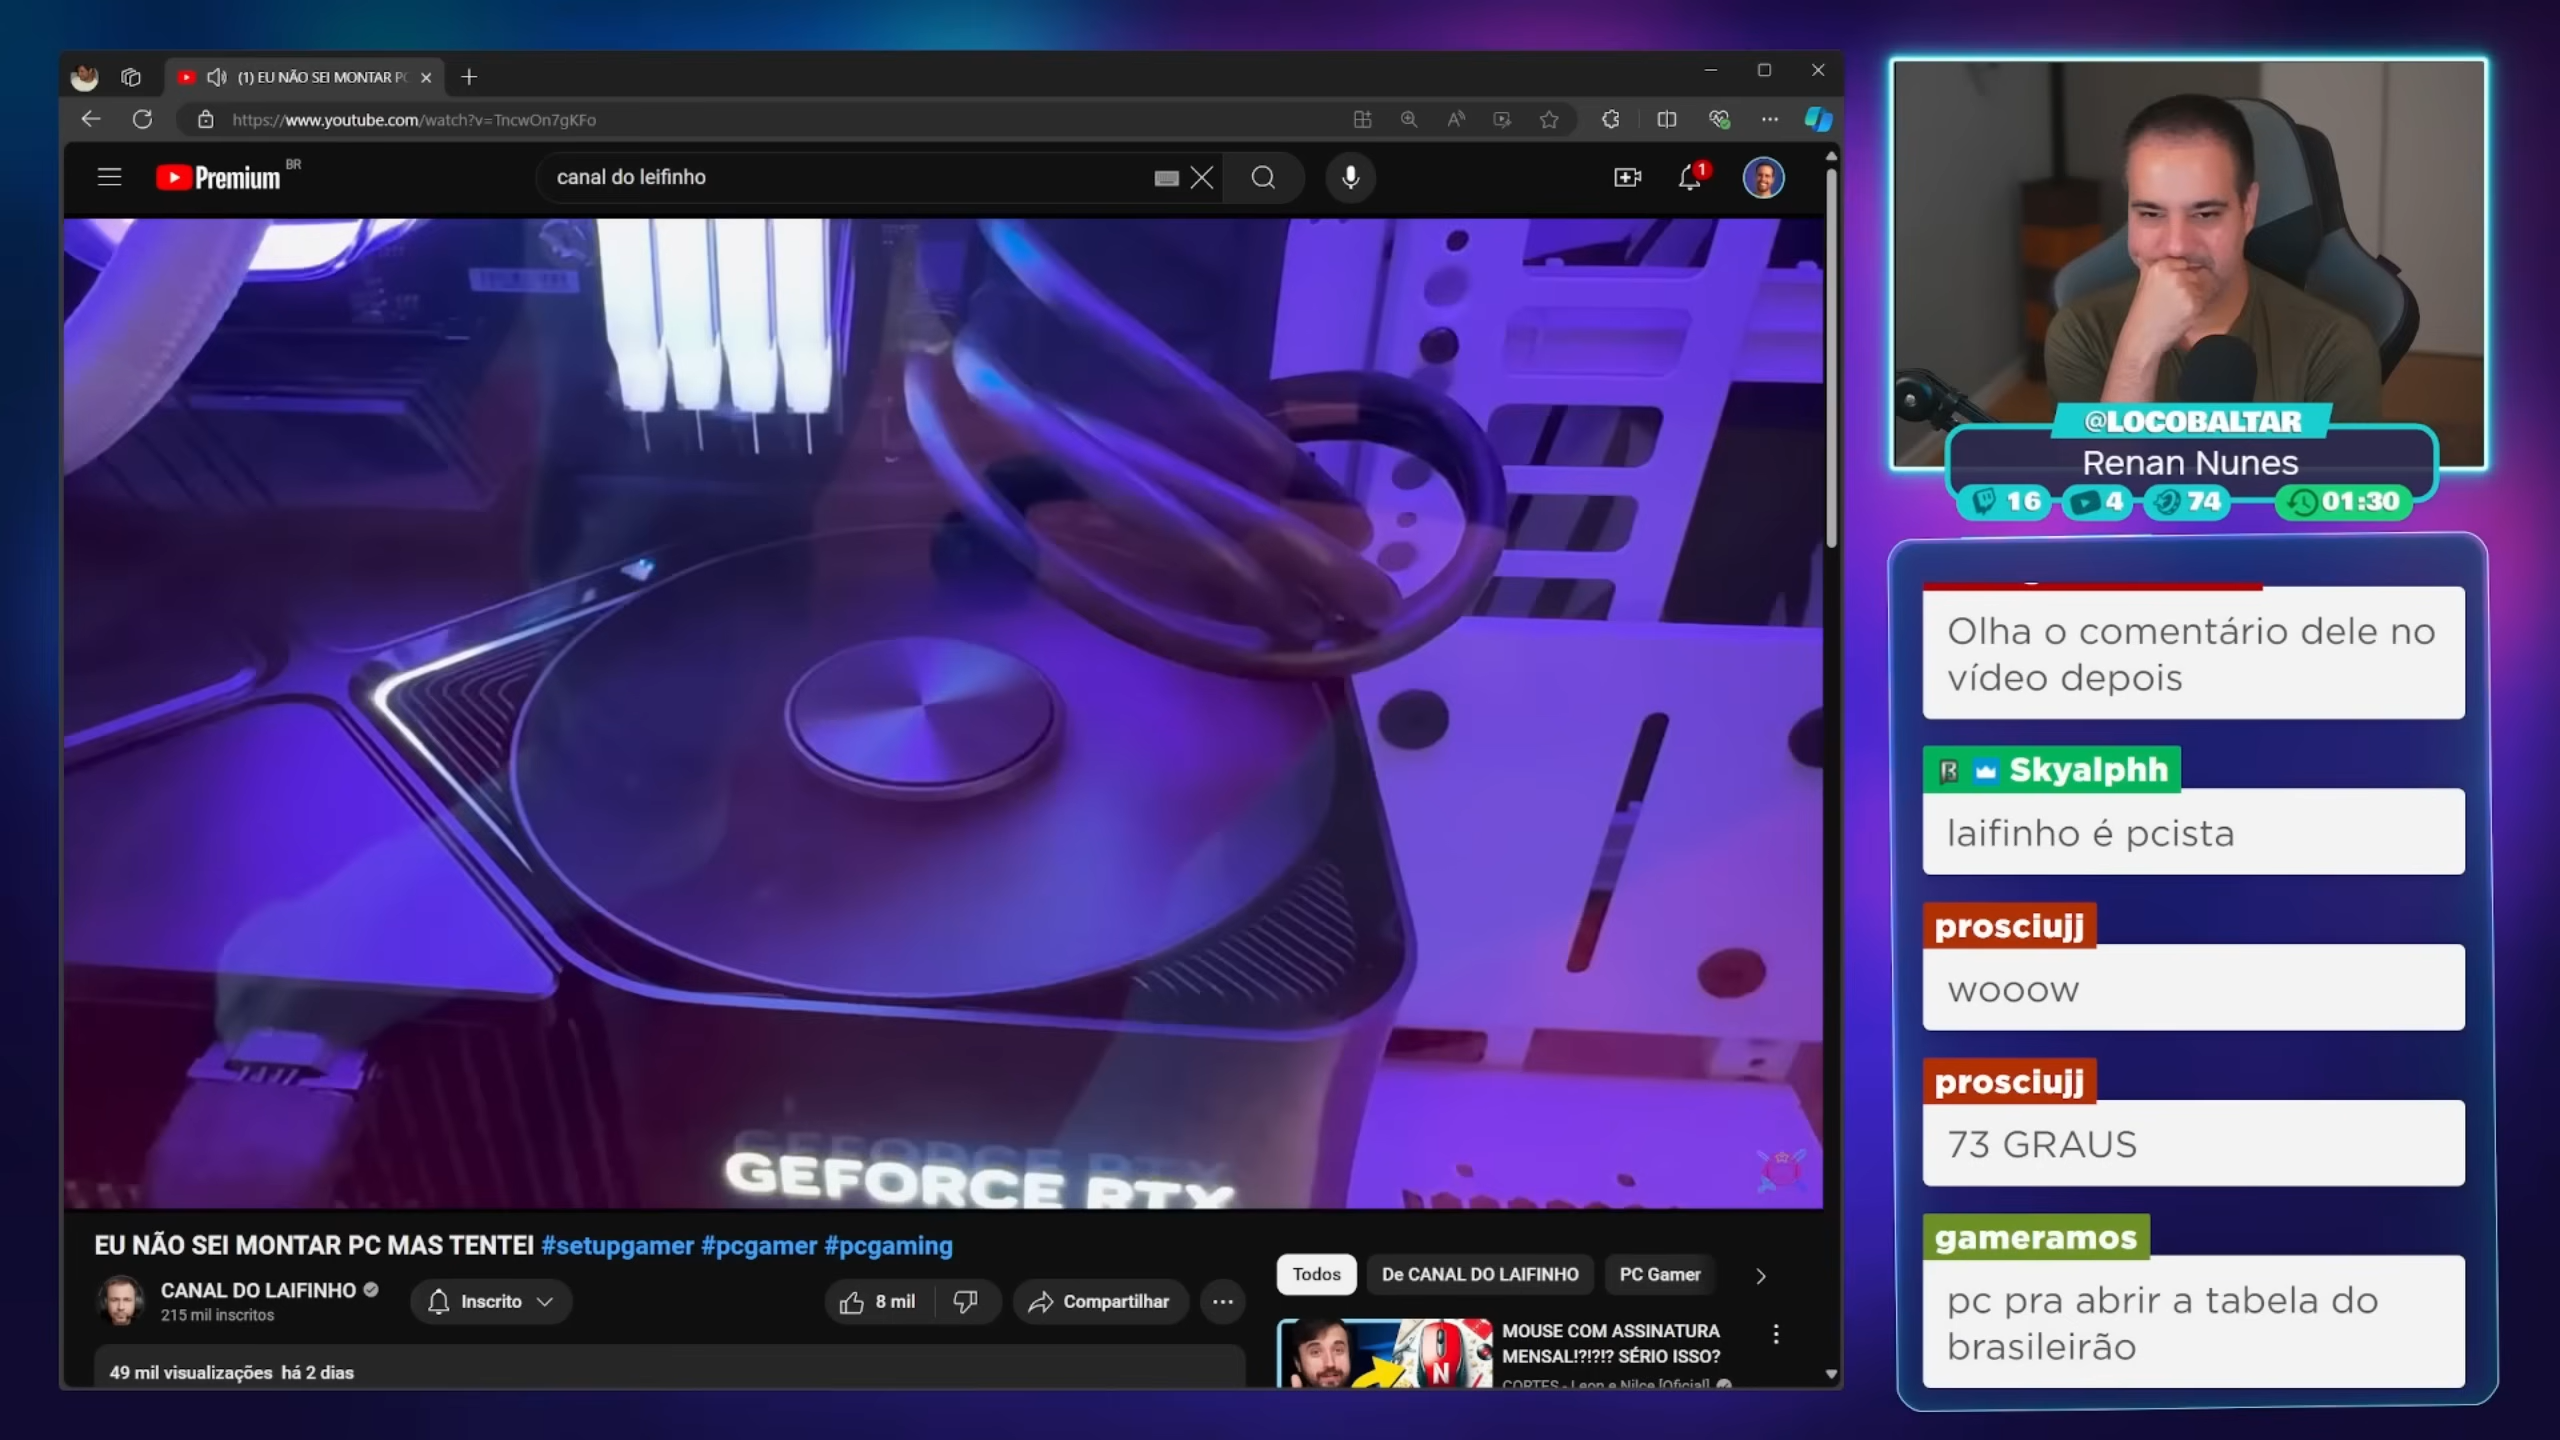 (1) EU NÃO SEI MONTAR PC
https://www.youtube.com/watch?v=TncwOn7gKFo
Premium BR
canal do leifinho
1
GEFORCE RTX
EU NÃO SEI MONTAR PC MAS TENTEI #setupgamer #pcgamer #pcgaming
CANAL DO LAIFINHO
215 mil inscritos
Inscrito
8 mil
Compartilhar
49 mil visualizações há 2 dias
Todos
De CANAL DO LAIFINHO
PC Gamer
MOUSE COM ASSINATURA
MENSAL!?!?!? SÉRIO ISSO?
CORTES - Leon e Nilce [Oficial]
N
@LOCOBALTAR
Renan Nunes
16
4
74
01:30
Olha o comentário dele no
vídeo depois
Skyalphh
laifinho é pcista
prosciujj
wooow
prosciujj
73 GRAUS
gameramos
pc pra abrir a tabela do
brasileirão